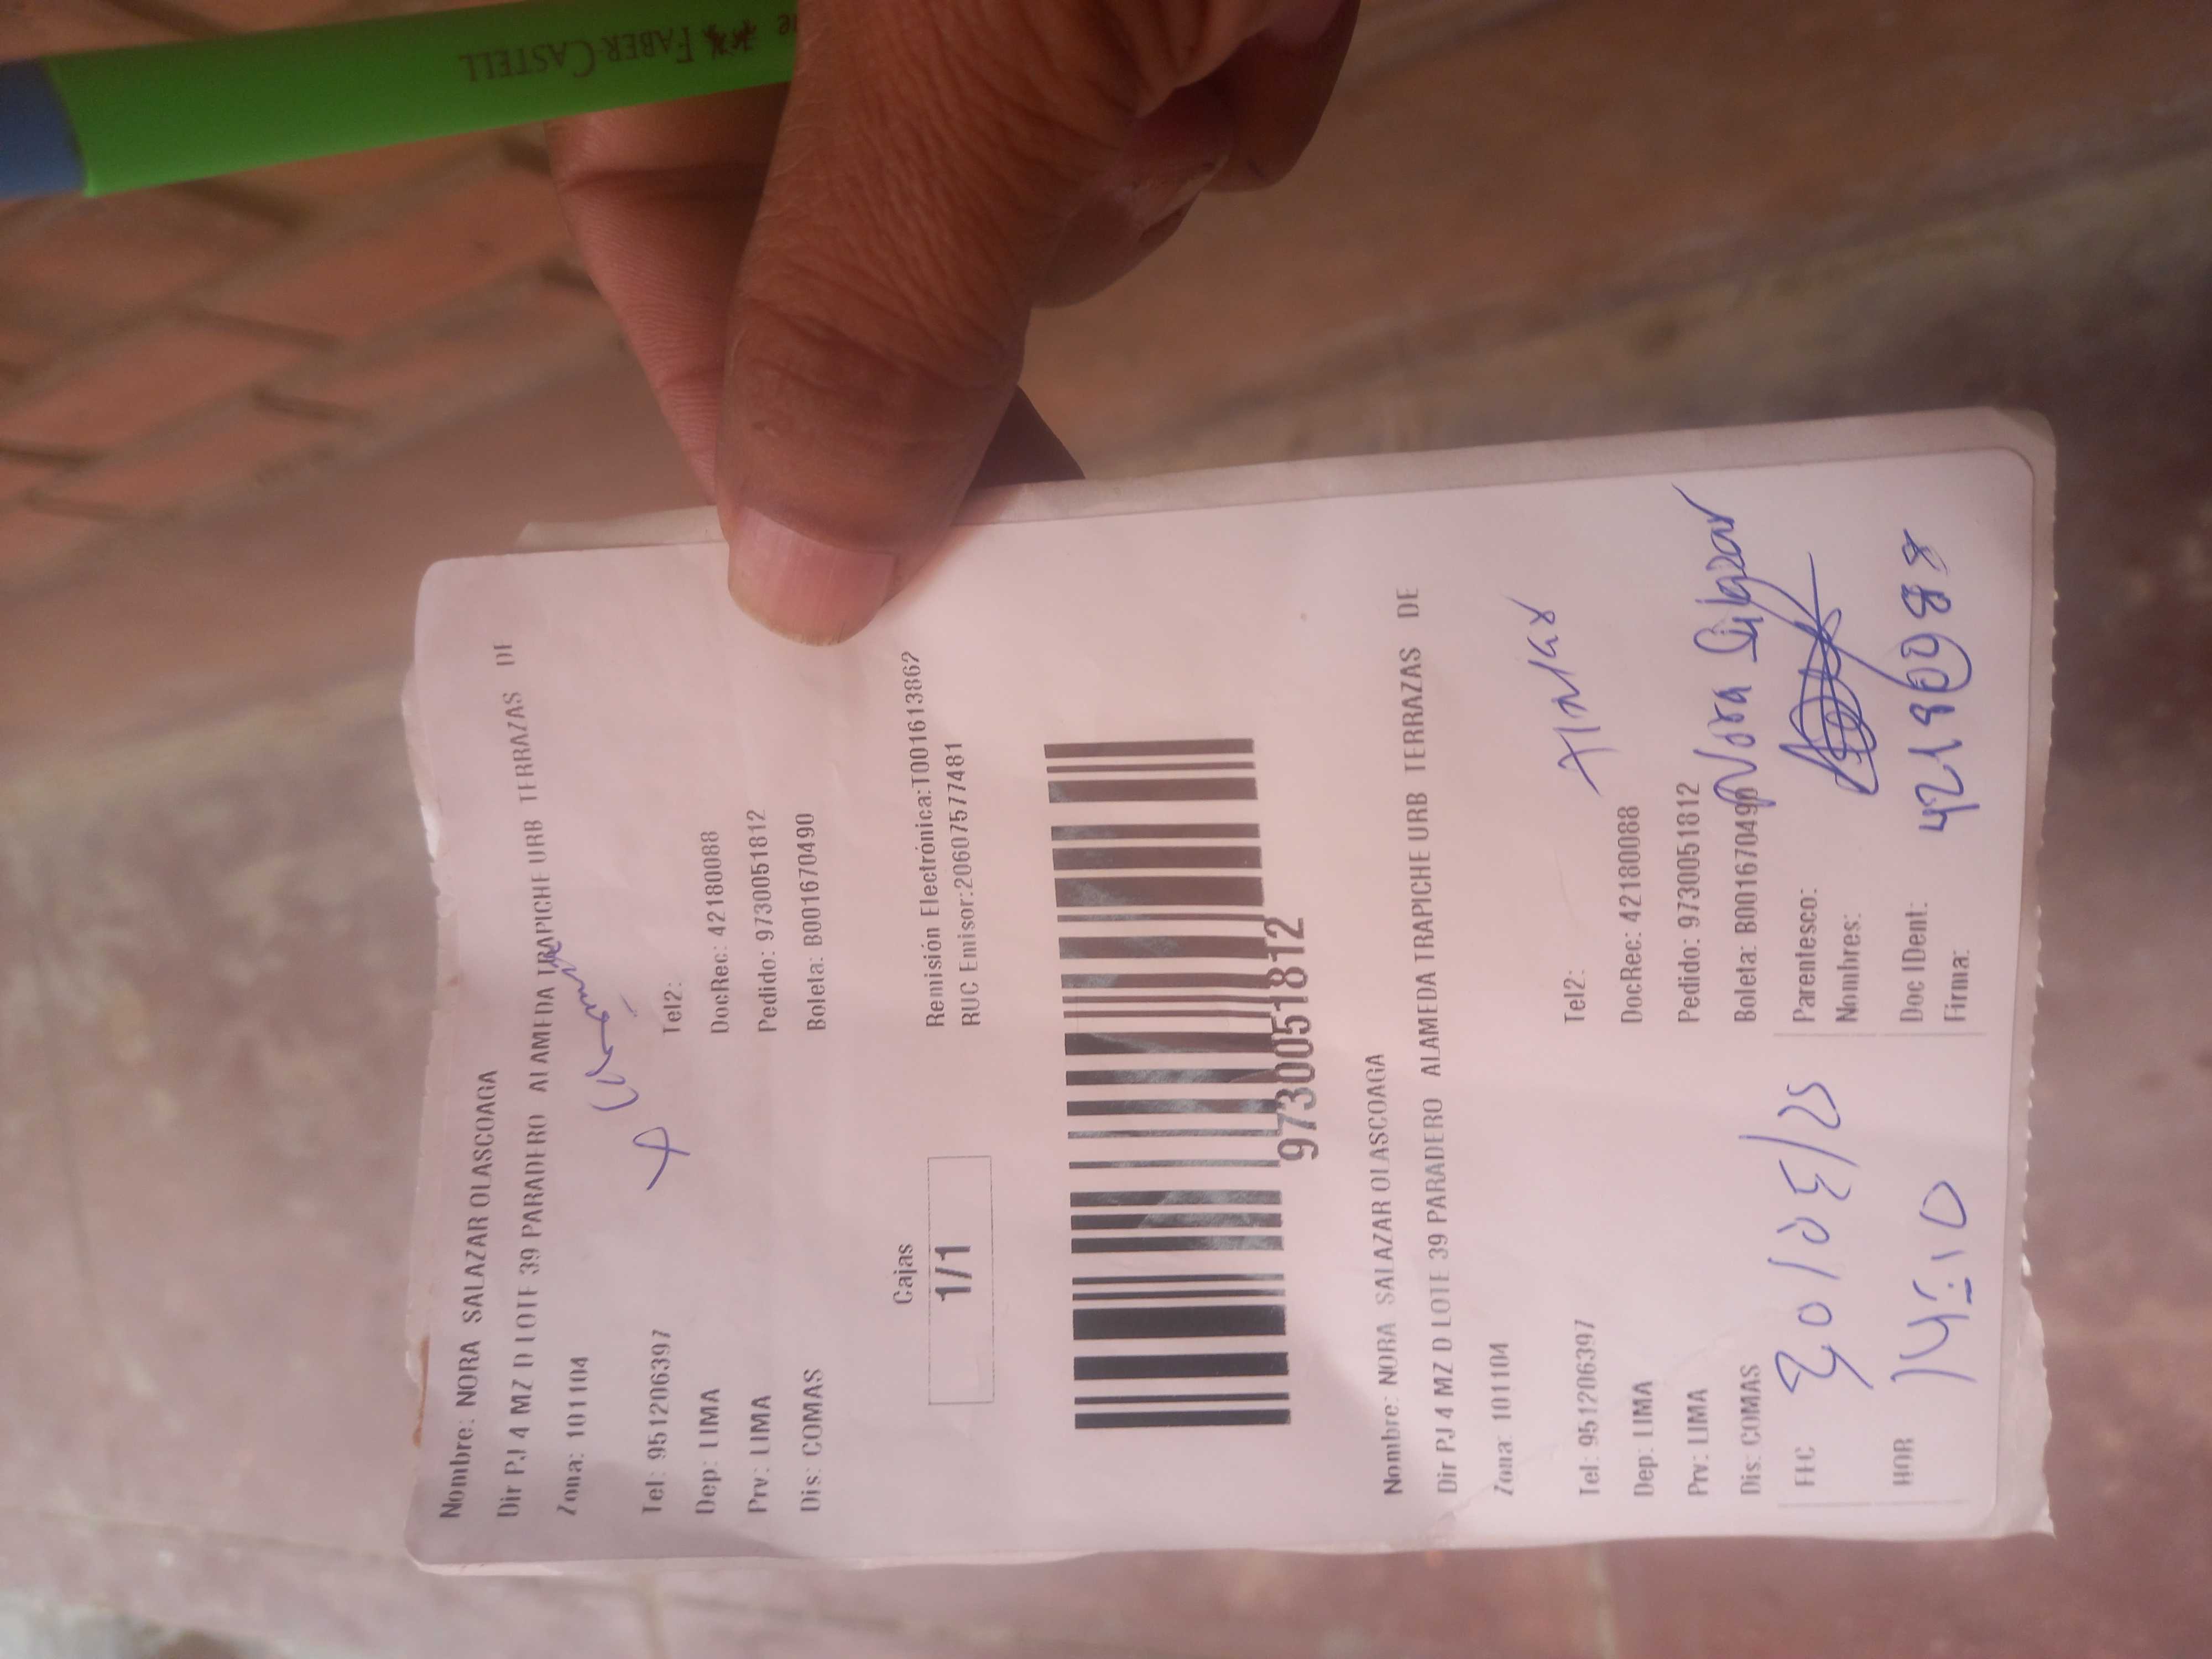 FABER-CASTELL
Nombre: NORA SALAZAR OLASCOAGA
Dir PJ 4 MZ D LOTE 39 PARADERO ALAMEDA TRAPICHE URB TERRAZAS DE
Zona: 101104
Tel: 951206397 Tel2:
Dep: LIMA DocRec: 42180088
Prv: LIMA Pedido: 9730051812
Dis: COMAS Boleta: B001670490
Cajas
1/1
Remisión Electrónica:T001613867
RUC Emisor:20607577481
9730051812
Nombre: NORA SALAZAR OLASCOAGA
Dir PJ 4 MZ D LOTE 39 PARADERO ALAMEDA TRAPICHE URB TERRAZAS DE
Zona: 101104
Tel: 951206397 Tel2:
Dep: LIMA DocRec: 42180088
Prv: LIMA Pedido: 9730051812
Dis: COMAS Boleta: B001670490
FEC Parentesco:
Nora Salazar
Nombres:
HOR 14:10 Doc IDent: 42180088
Firma: